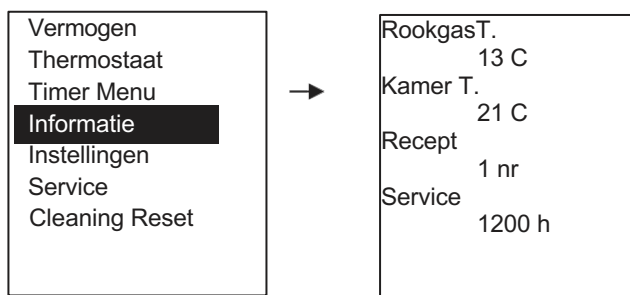 Vermogen
Thermostaat
Timer Menu
Informatie
Instellingen
Service
Cleaning Reset
RookgasT.
13 C
Kamer T.
21 C
Recept
1 nr
Service
1200 h